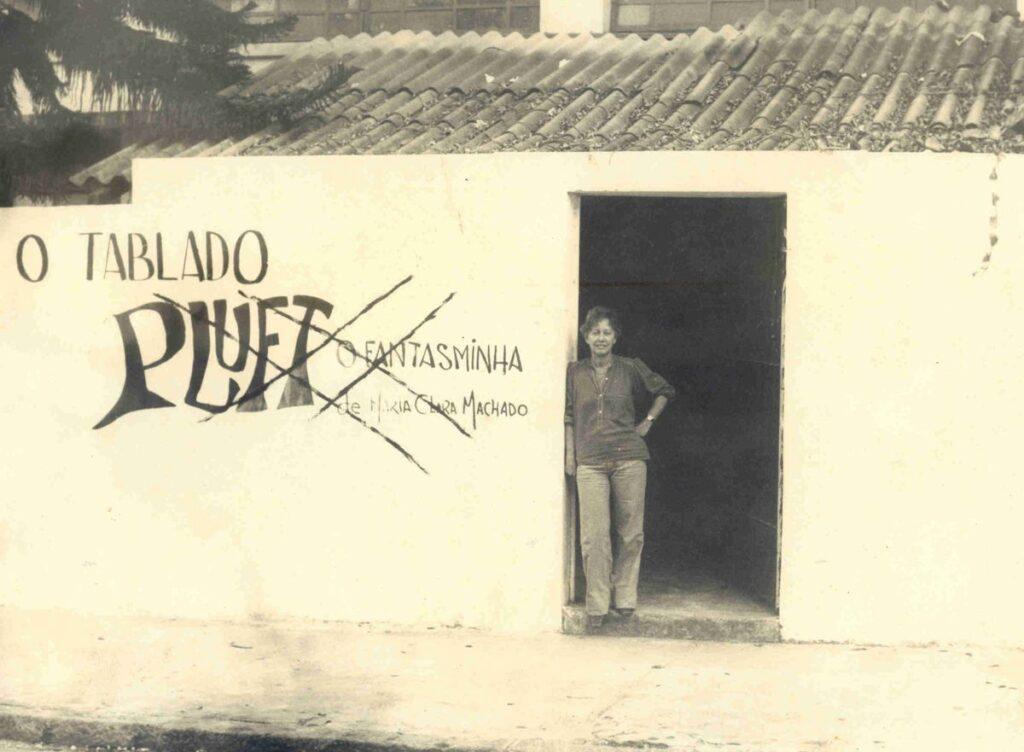 O TABLADO
PLUFT
O FANTASMINHA
de MARIA CLARA MACHADO